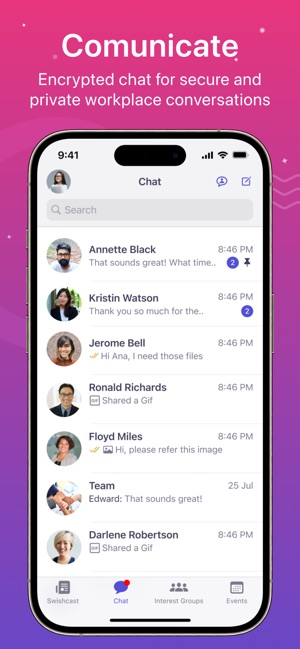 Comunicate
Encrypted chat for secure and
private workplace conversations
9:41
Chat
Search
Annette Black 8:46 PM
That sounds great! What time.. 2
Kristin Watson 8:46 PM
Thank you so much for the.. 2
Jerome Bell 8:46 PM
Hi Ana, I need those files
Ronald Richards 8:46 PM
GIF Shared a Gif
Floyd Miles 8:46 PM
Hi, please refer this image
Team 25 Jul
Edward: That sounds great!
Darlene Robertson 8:46 PM
GIF Shared a Gif
Swishcast Chat Interest Groups Events